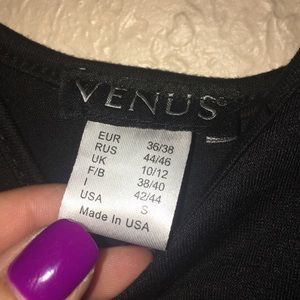 VENUS
EUR 36/38
RUS 44/46
UK 10/12
F/B 38/40
I 42/44
USA S
Made In USA